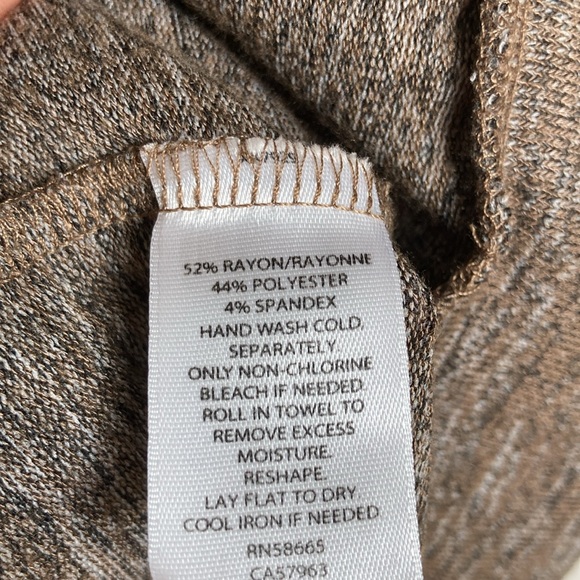 52% RAYON/RAYONNE
44% POLYESTER
4% SPANDEX
HAND WASH COLD
SEPARATELY
ONLY NON-CHLORINE
BLEACH IF NEEDED
ROLL IN TOWEL TO
REMOVE EXCESS
MOISTURE.
RESHAPE.
LAY FLAT TO DRY
COOL IRON IF NEEDED
RN58665
CA57963